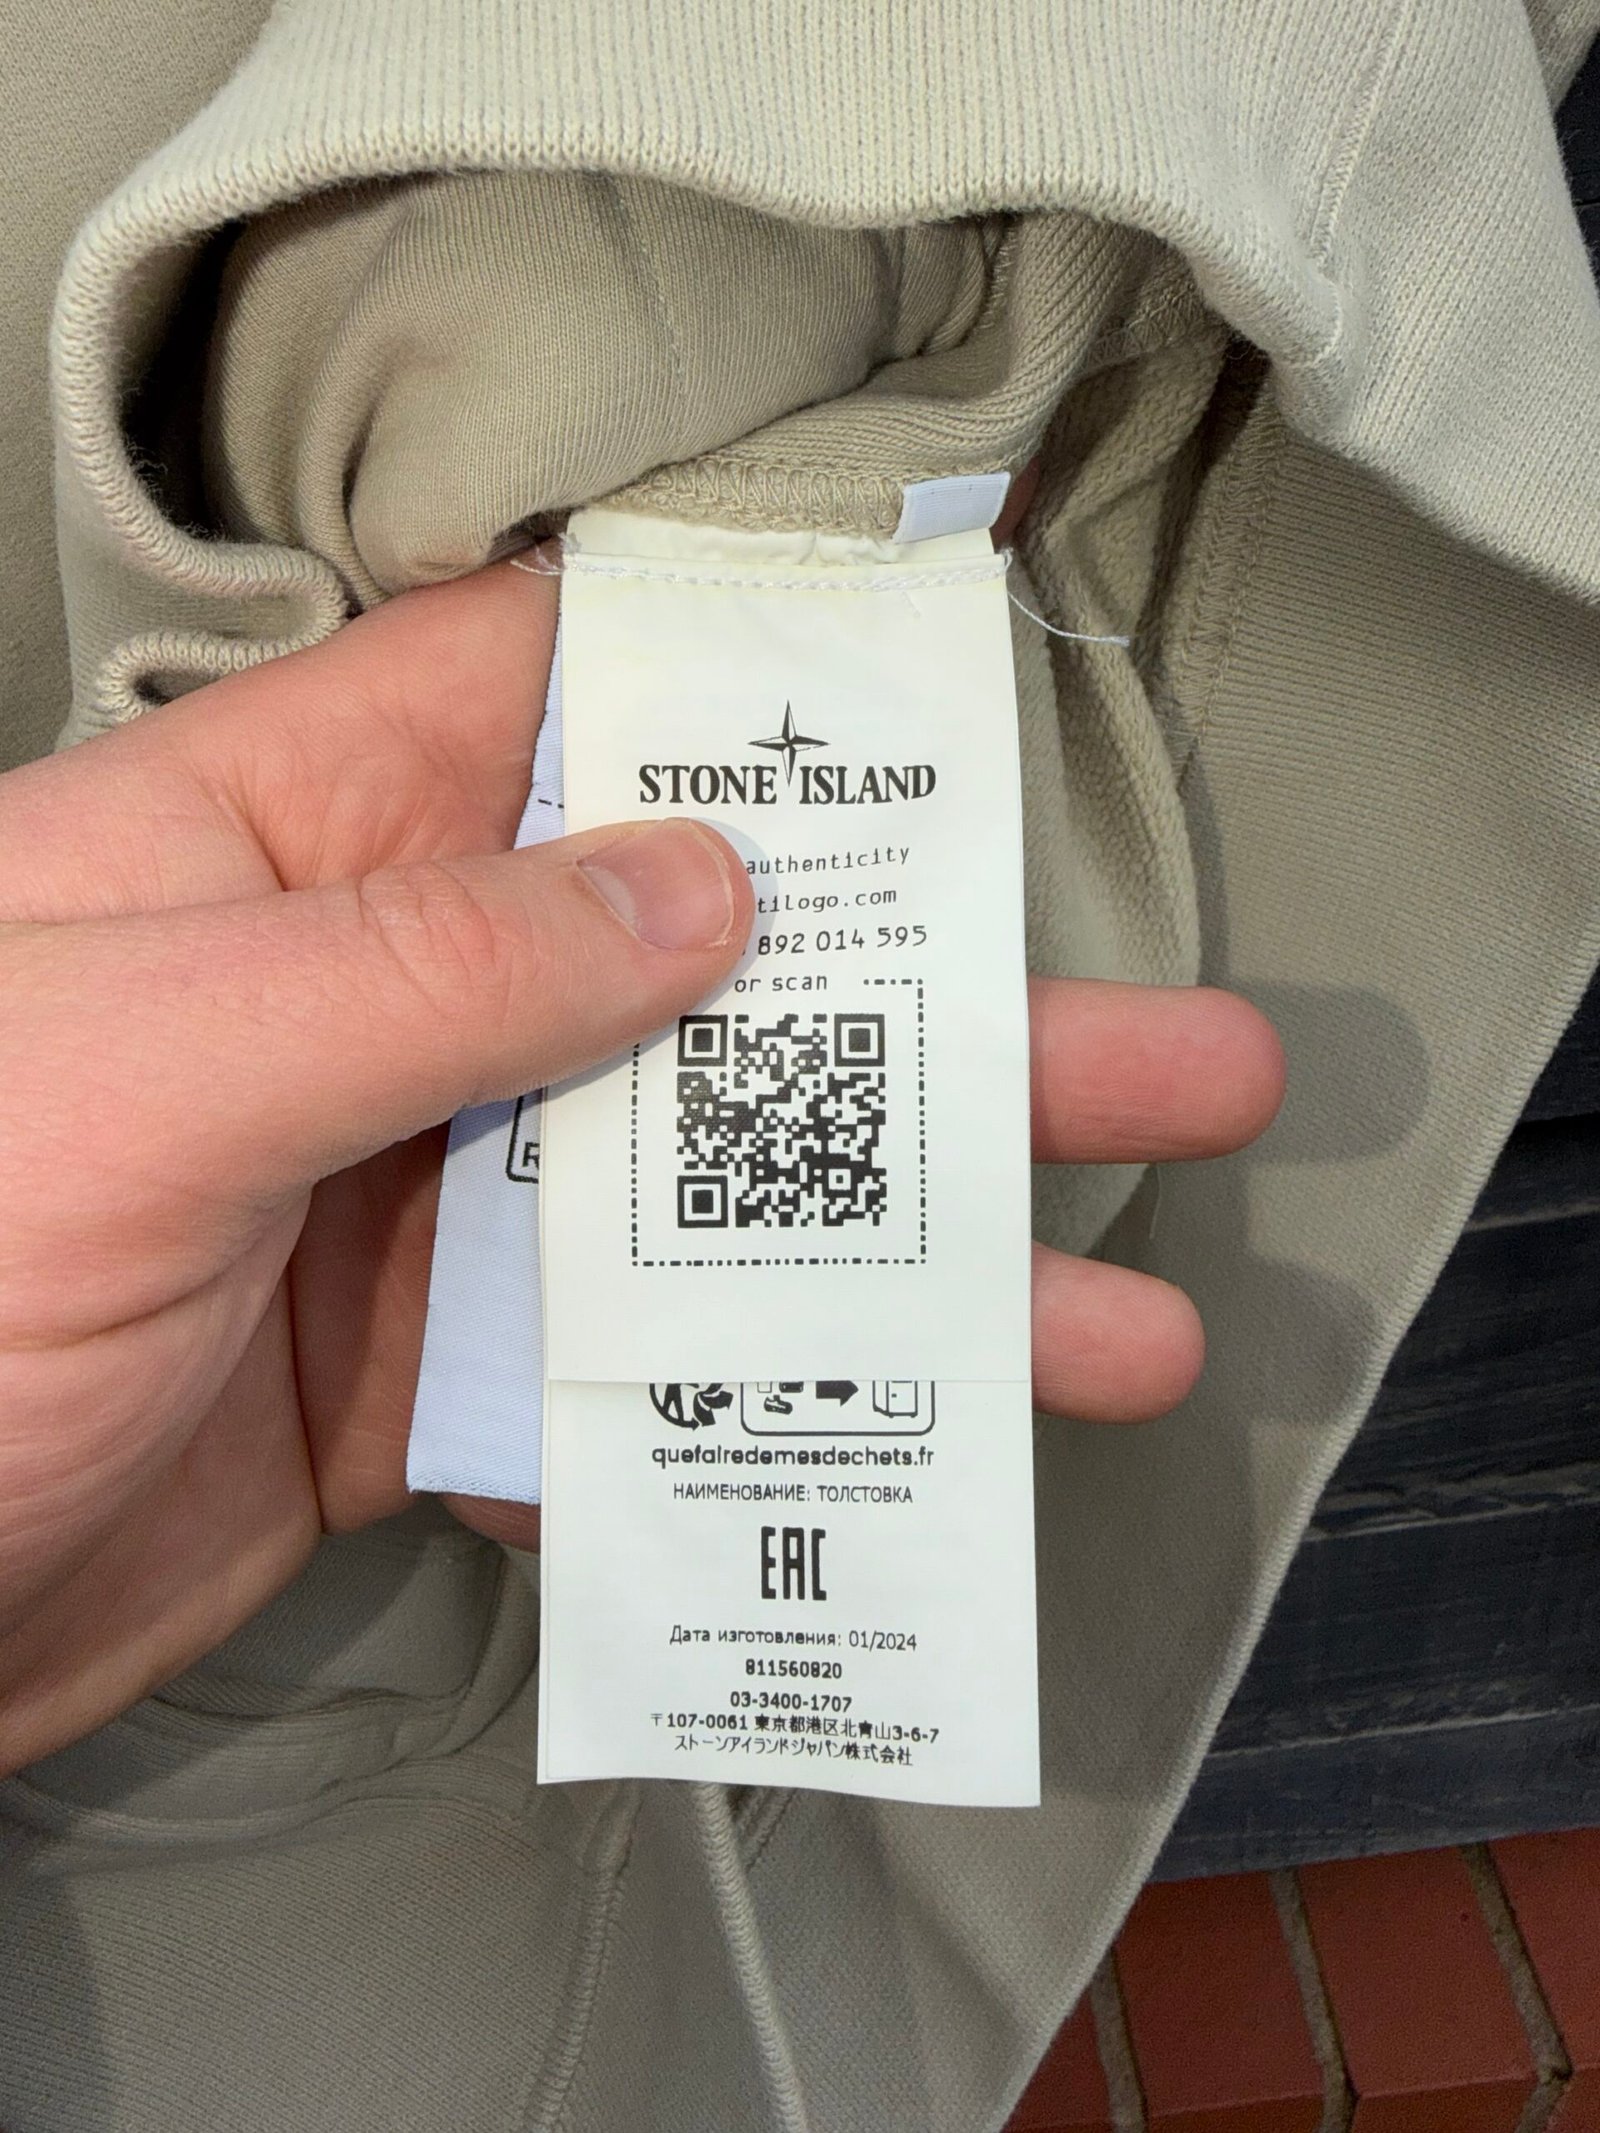 STONE ISLAND
authenticity
tilogo.com
892 014 595
or scan
R
quefairedemesdechets.fr
НАИМЕНОВАНИЕ: ТОЛСТОВКА
EAC
Дата изготовления: 01/2024
811560820
03-3400-1707
〒107-0061 東京都港区北青山3-6-7
ストーンアイランドジャパン株式会社